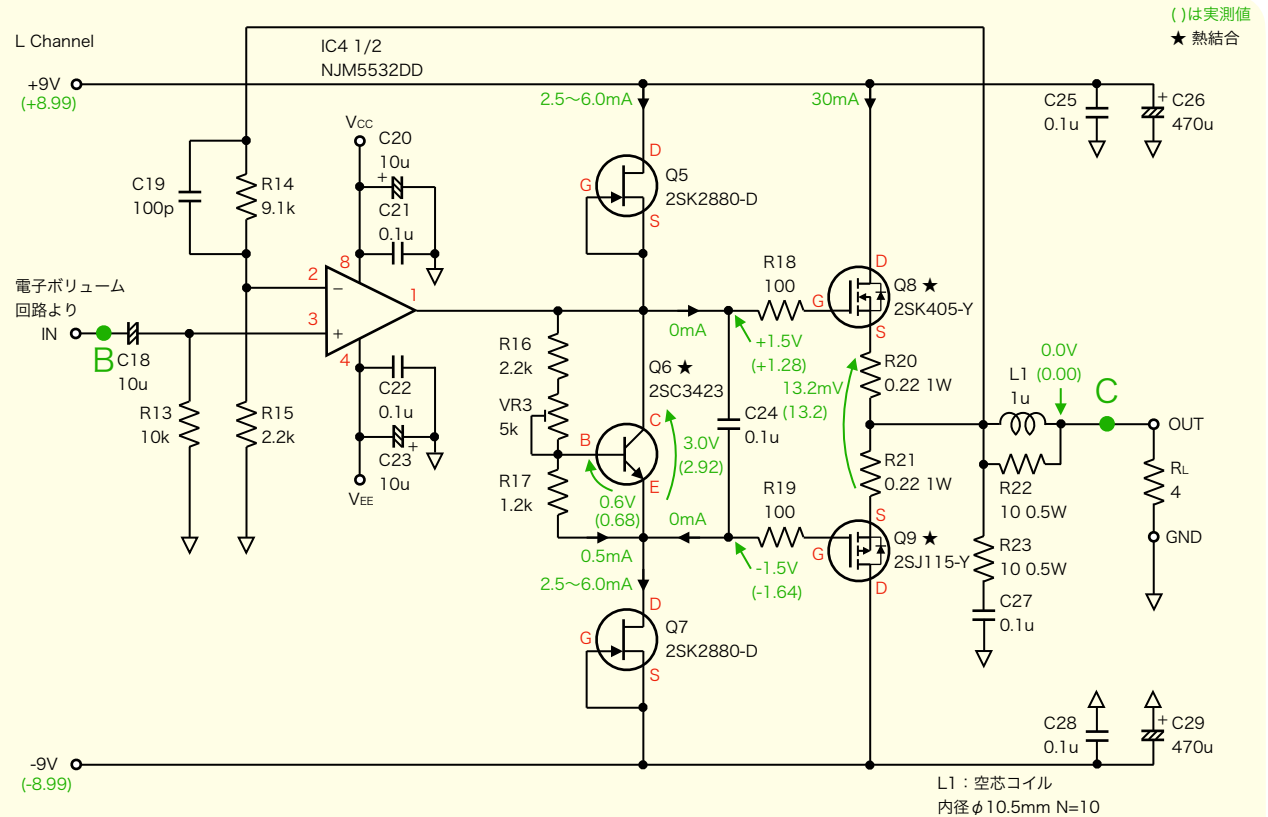 ( )は実測値
★ 熱結合
L Channel
IC4 1/2
NJM5532DD
+9V
(+8.99)
2.5〜6.0mA
30mA
C25
0.1u
+
C26
470u
VCC
C20
10u
+
C21
0.1u
C19
100p
R14
9.1k
D
G
S
Q5
2SK2880-D
電子ボリューム
回路より
IN
B
C18
10u
2
−
3
+
8
1
4
R18
100
D
G
S
Q8 ★
2SK405-Y
0mA
+1.5V
(+1.28)
R16
2.2k
VR3
5k
Q6 ★
2SC3423
C
B
E
3.0V
(2.92)
0.6V
(0.68)
13.2mV
(13.2)
C24
0.1u
R20
0.22 1W
R21
0.22 1W
L1
1u
0.0V
(0.00)
C
OUT
RL
4
GND
R22
10 0.5W
R23
10 0.5W
C27
0.1u
C22
0.1u
+
C23
10u
VEE
R13
10k
R15
2.2k
R17
1.2k
0mA
0.5mA
2.5〜6.0mA
R19
100
-1.5V
(-1.64)
S
G
D
Q9 ★
2SJ115-Y
D
G
S
Q7
2SK2880-D
C28
0.1u
+
C29
470u
-9V
(-8.99)
L1：空芯コイル
内径φ10.5mm N=10